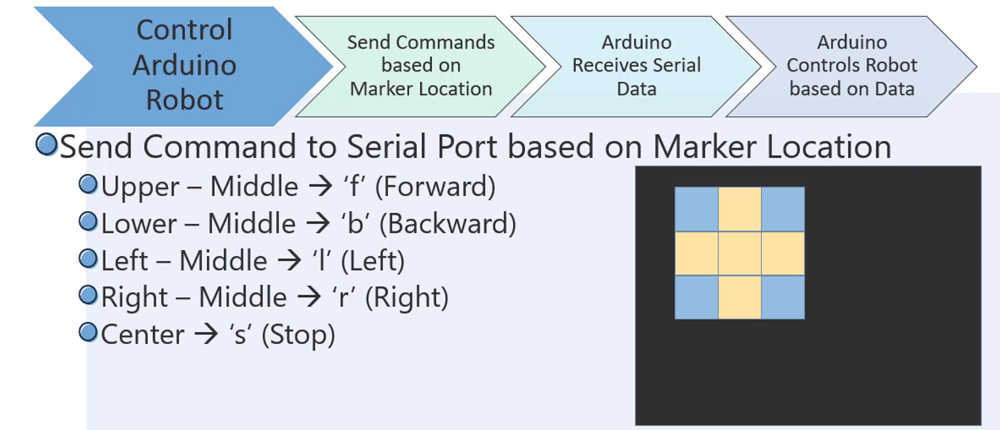 Control
Arduino
Robot
Send Commands
based on
Marker Location
Arduino
Receives Serial
Data
Arduino
Controls Robot
based on Data
Send Command to Serial Port based on Marker Location
Upper – Middle → ‘f’ (Forward)
Lower – Middle → ‘b’ (Backward)
Left – Middle → ‘l’ (Left)
Right – Middle → ‘r’ (Right)
Center → ‘s’ (Stop)